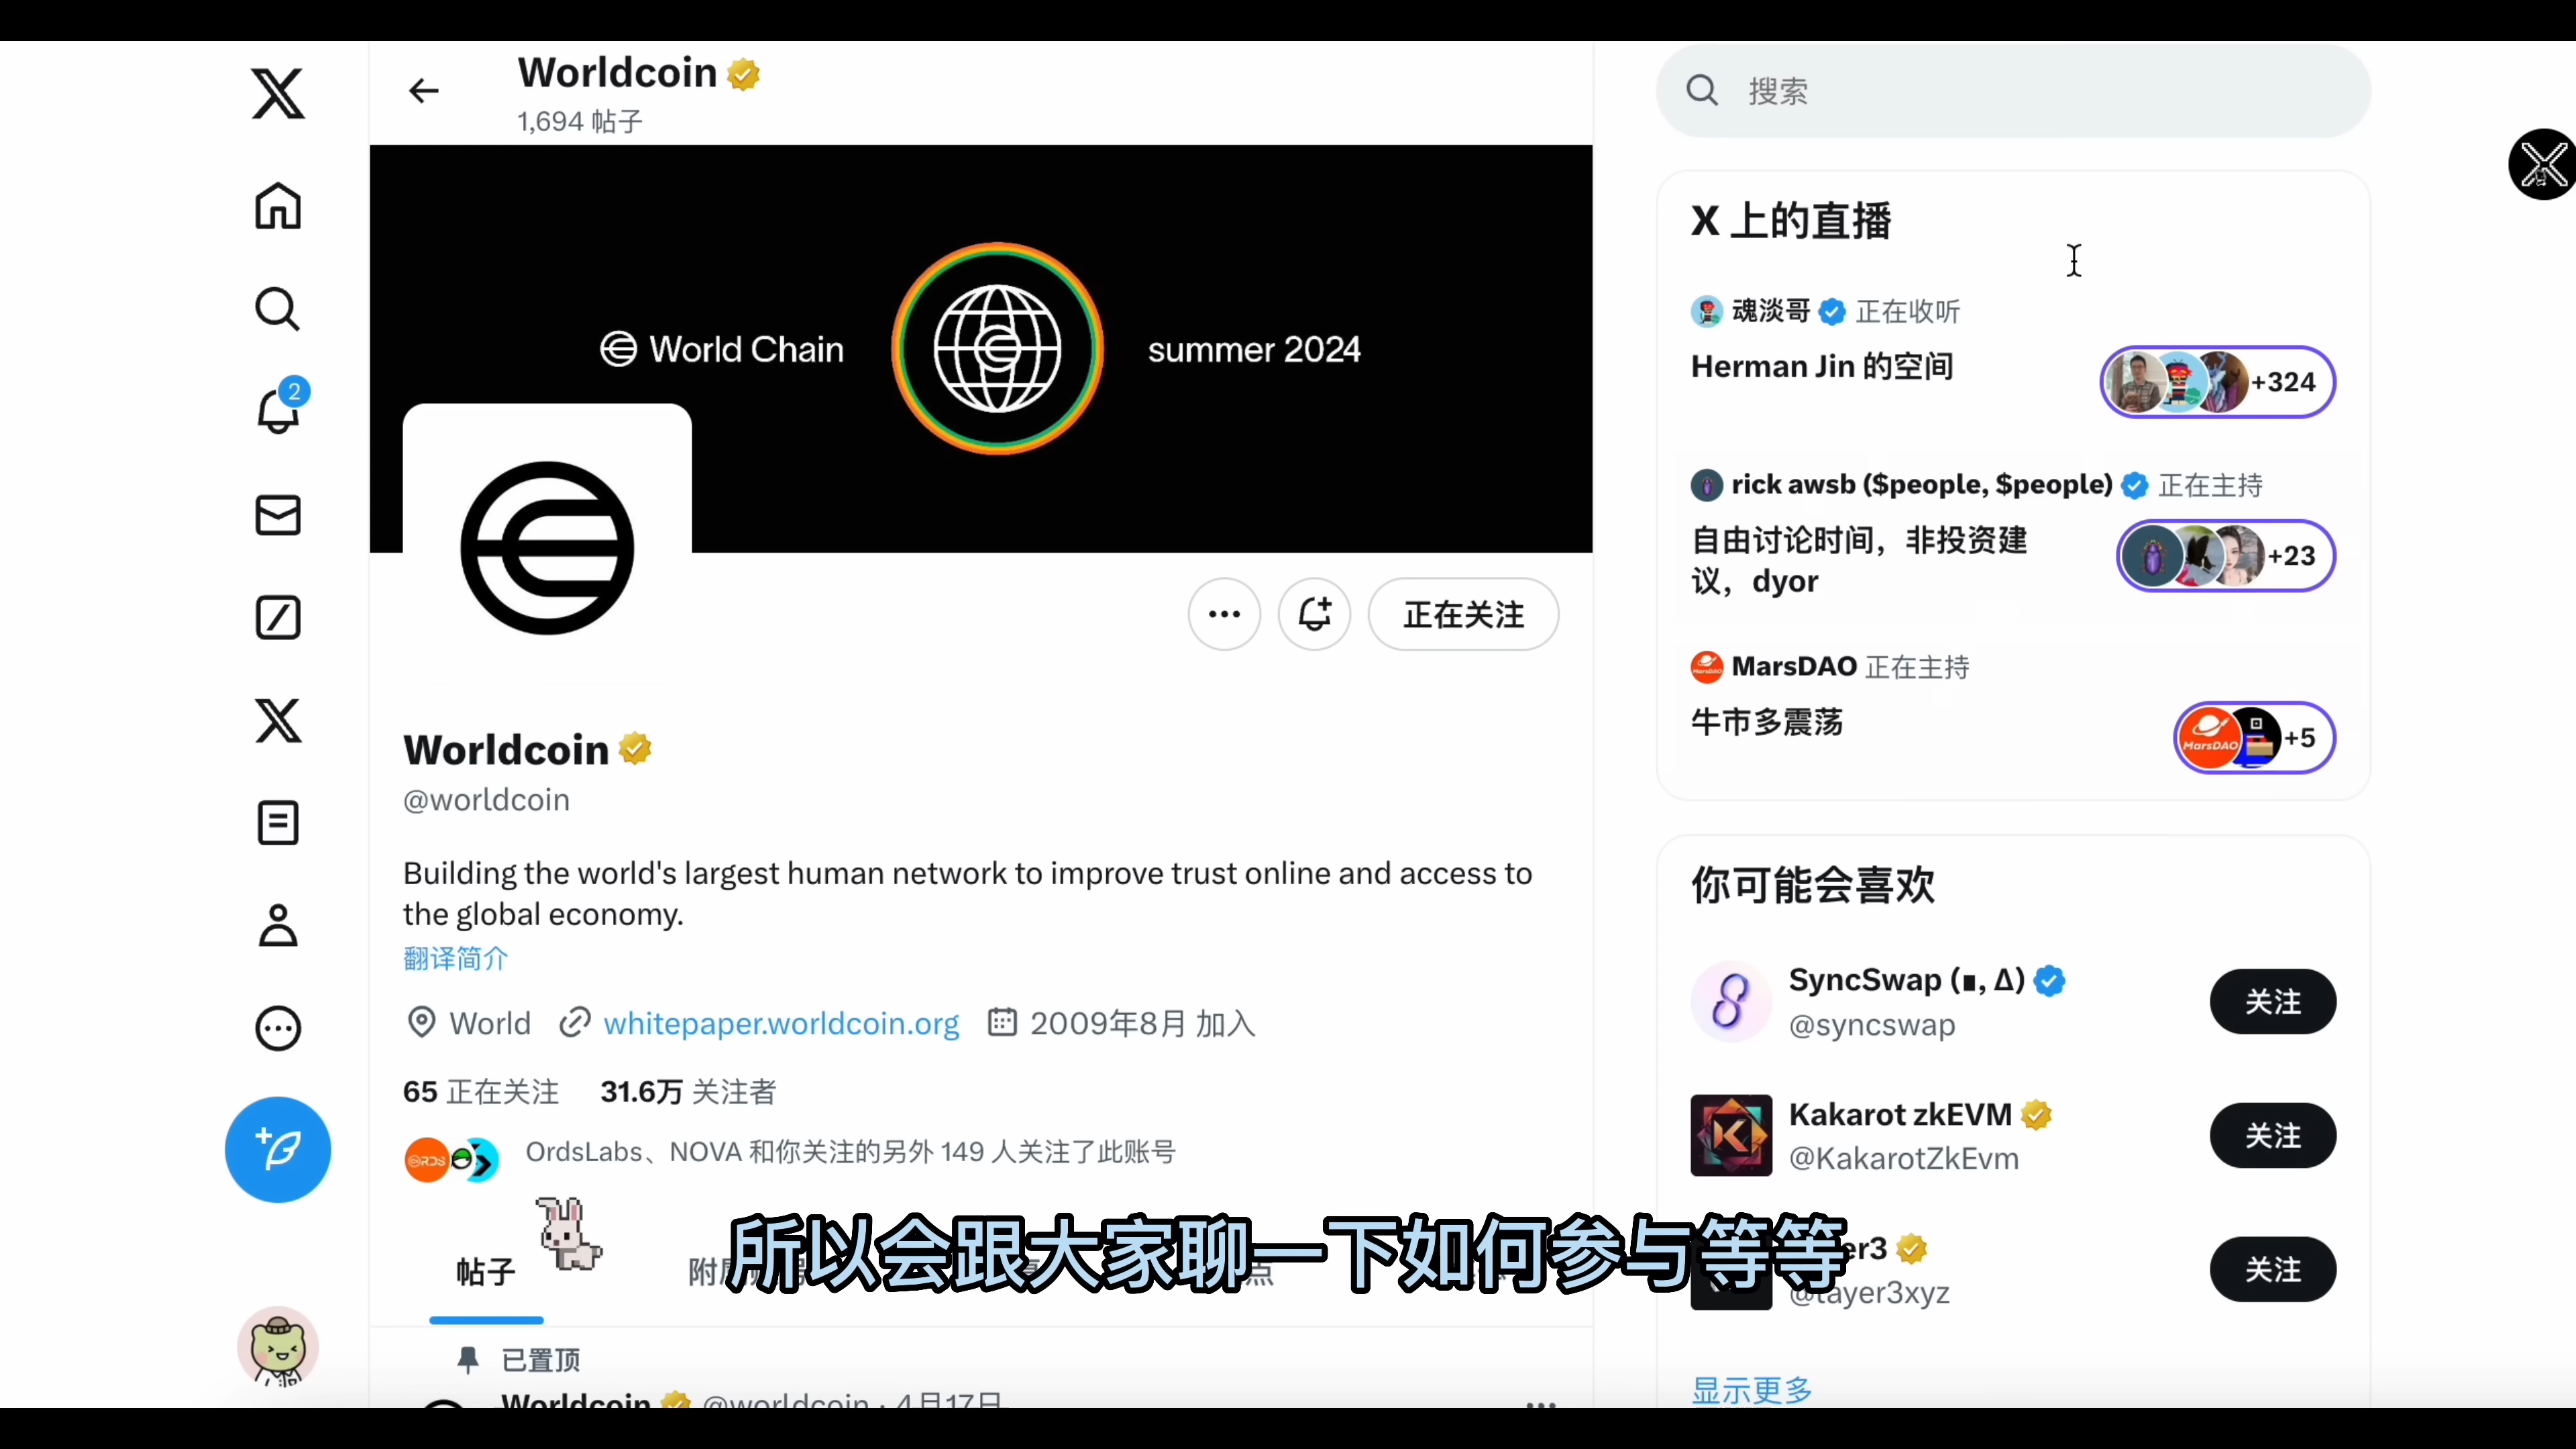 Worldcoin
1,694 帖子
World Chain
summer 2024
正在关注
Worldcoin
@worldcoin
Building the world's largest human network to improve trust online and access to
the global economy.
翻译简介
World
whitepaper.worldcoin.org
2009年8月 加入
65 正在关注
31.6万 关注者
ORDS
OrdsLabs、NOVA 和你关注的另外 149 人关注了此账号
帖子
所以会跟大家聊一下如何参与等等
已置顶
Worldcoin @worldcoin · 4月17日
2
搜索
X 上的直播
魂淡哥 正在收听
Herman Jin 的空间
+324
rick awsb ($people, $people) 正在主持
自由讨论时间，非投资建
议，dyor
+23
MarsDAO 正在主持
牛市多震荡
MarsDAO
+5
你可能会喜欢
SyncSwap (∎, ∆)
@syncswap
关注
Kakarot zkEVM
@KakarotZkEvm
关注
er3
@tayer3xyz
关注
显示更多